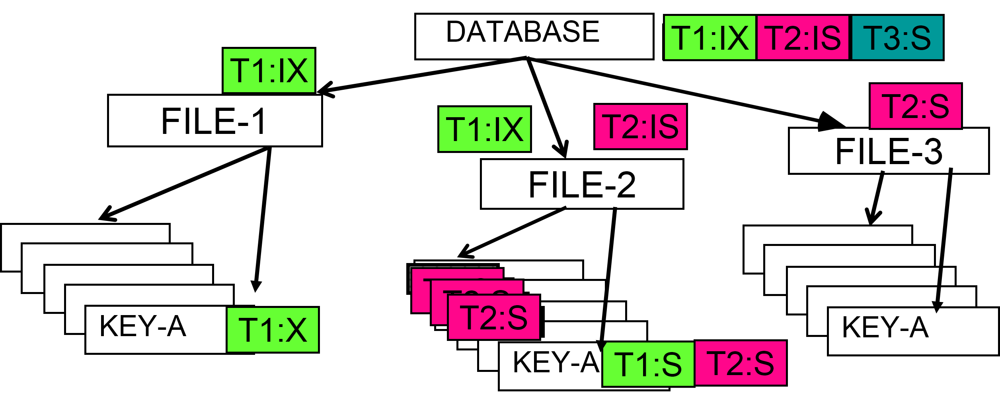 DATABASE
T1:IX
T2:IS
T3:S
T1:IX
FILE-1
T1:IX
T2:IS
T2:S
FILE-2
FILE-3
T2:S
KEY-A
T1:X
KEY-A
T1:S
T2:S
KEY-A